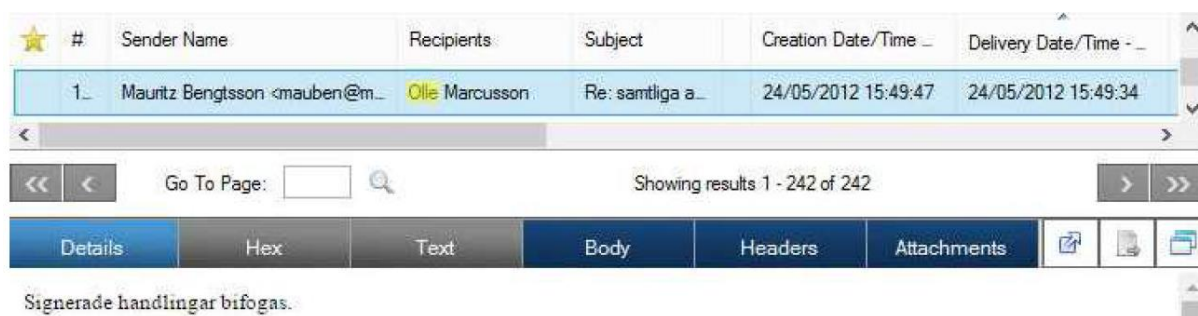 # Sender Name Recipients Subject Creation Date/Time ... Delivery Date/Time - ...
1... Mauritz Bengtsson <mauben@m... Olle Marcusson Re: samtliga a... 24/05/2012 15:49:47 24/05/2012 15:49:34
Go To Page: Showing results 1 - 242 of 242
Details Hex Text Body Headers Attachments
Signerade handlingar bifogas.